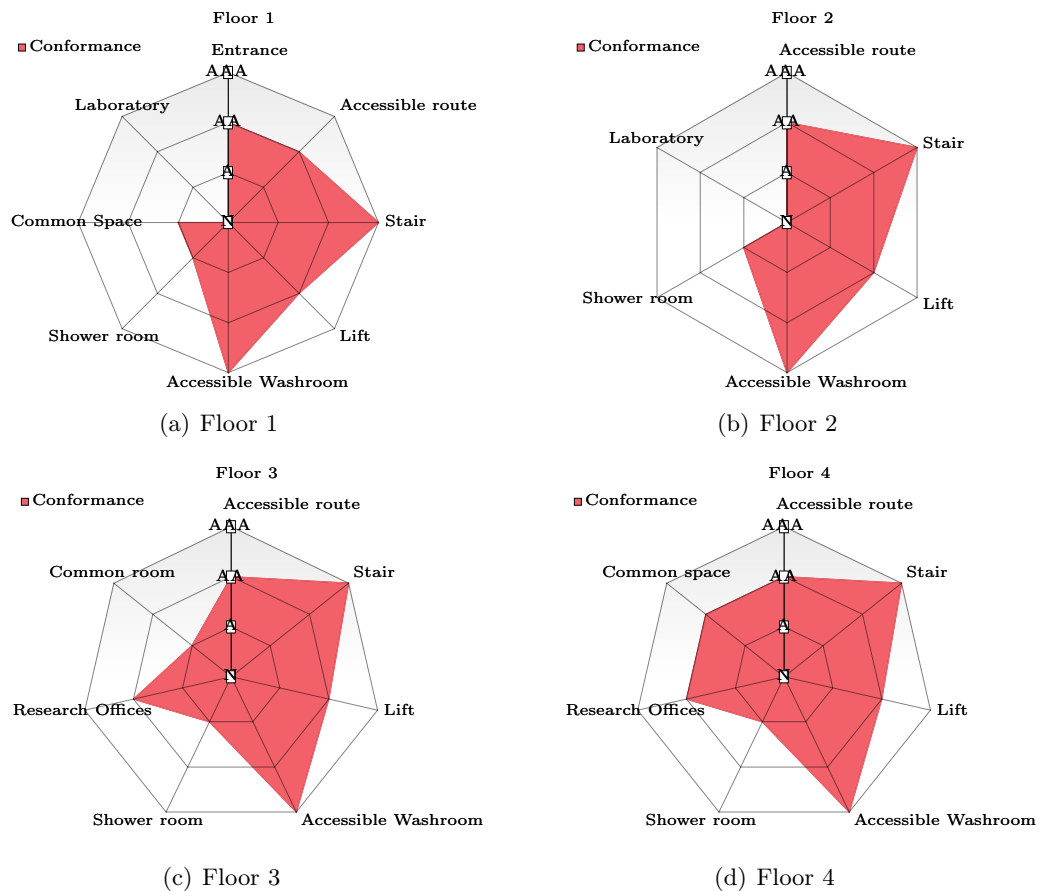 Floor 1
Conformance
Entrance
AAA
Laboratory
Accessible route
AA
A
Common Space
N
Stair
Shower room
Lift
Accessible Washroom
(a) Floor 1
Floor 2
Conformance
Accessible route
AAA
AA
Laboratory
Stair
A
N
Shower room
Lift
Accessible Washroom
(b) Floor 2
Floor 3
Conformance
Accessible route
AAA
Common room
AA
Stair
A
N
Research Offices
Lift
Shower room
Accessible Washroom
(c) Floor 3
Floor 4
Conformance
Accessible route
AAA
Common space
AA
Stair
A
N
Research Offices
Lift
Shower room
Accessible Washroom
(d) Floor 4